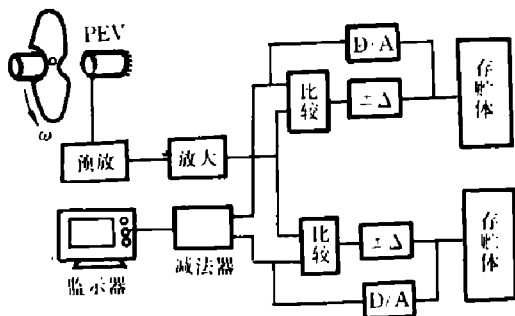 PEV
D/A
比较
±Δ
存贮体
ω
预放
放大
监示器
减法器
比较
±Δ
D/A
存贮体